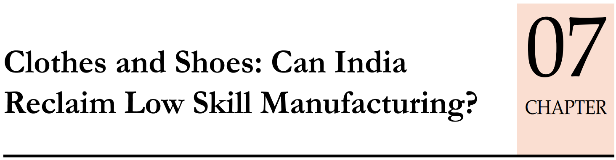 Clothes and Shoes: Can India
Reclaim Low Skill Manufacturing?
07
CHAPTER